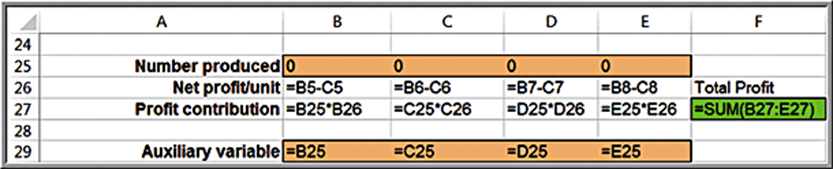 A B C D E F
24
25 Number produced 0 0 0 0
26 Net profit/unit =B5-C5 =B6-C6 =B7-C7 =B8-C8 Total Profit
27 Profit contribution =B25*B26 =C25*C26 =D25*D26 =E25*E26 =SUM(B27:E27)
28
29 Auxiliary variable =B25 =C25 =D25 =E25